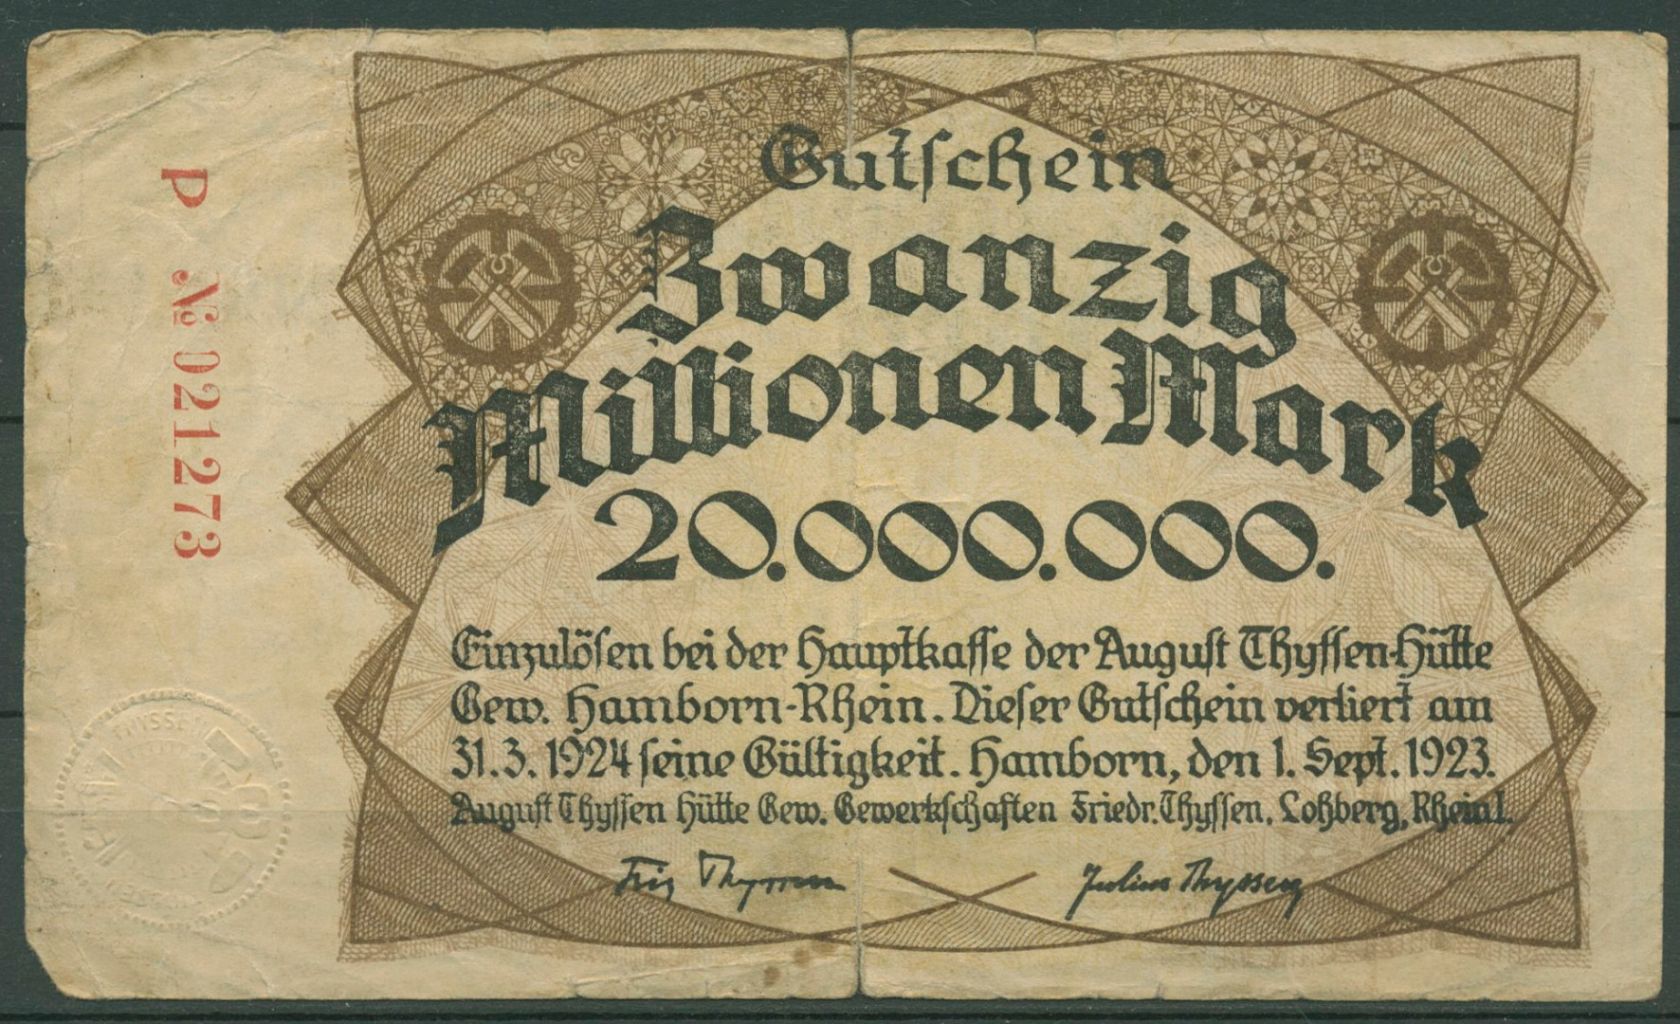 Gutschein
Zwanzig
Millionen Mark
20.000.000.
Einzulösen bei der Hauptkasse der August Thyssen-Hütte
Gew. Hamborn-Rhein. Dieser Gutschein verliert am
31.3.1924 seine Gültigkeit. Hamborn, den 1. Sept. 1923.
August Thyssen Hütte Gew. Gewerkschaften Friedr. Thyssen, Lohberg, Rhein I.
Fritz Thyssen
Julius Thyssen
P № 021273
THYSSEN